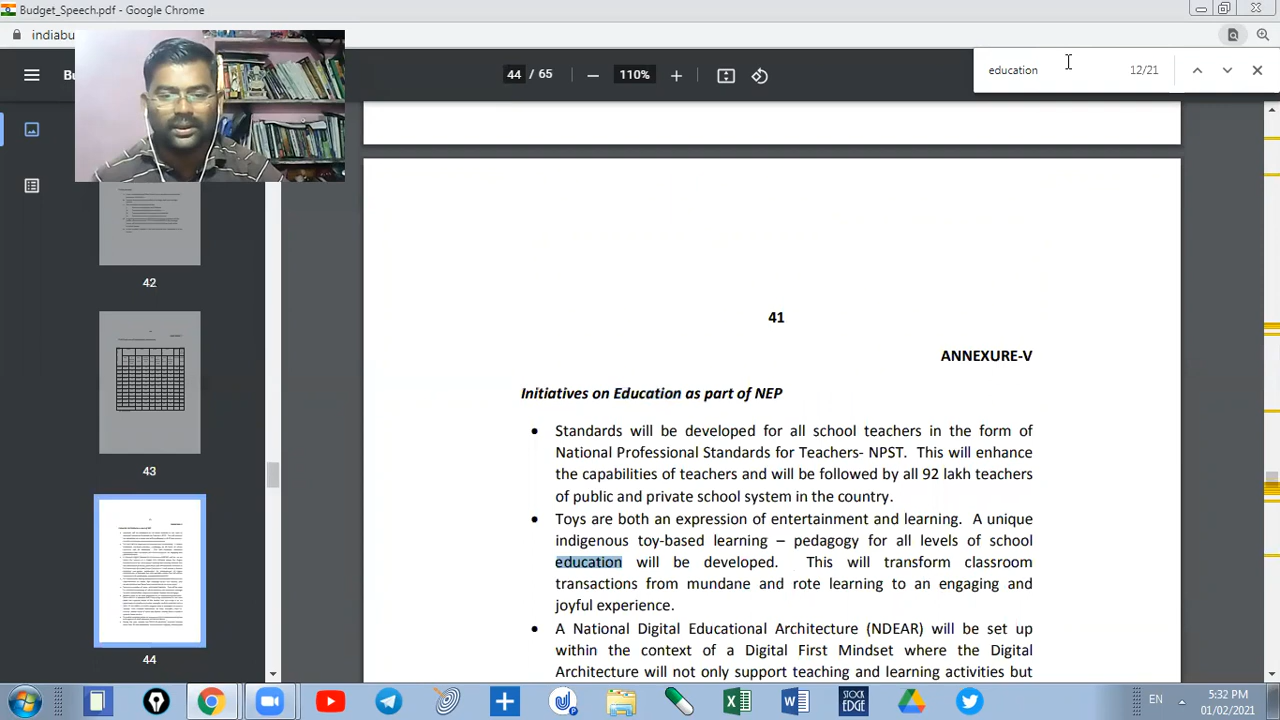 Budget_Speech.pdf - Google Chrome
indiabu
Bu
44 / 65
110%
education
12/21
42
43
44
41
ANNEXURE-V
Initiatives on Education as part of NEP
• Standards will be developed for all school teachers in the form of
National Professional Standards for Teachers- NPST. This will enhance
the capabilities of teachers and will be followed by all 92 lakh teachers
of public and private school system in the country.
• Toys are both an expression of entertainment and learning. A unique
indigenous toy-based learning – pedagogy for all levels of school
education will be developed. This will transform classroom
transactions from mundane and rote learning to an engaging and
joyful experience.
• A National Digital Educational Architecture (NDEAR) will be set up
within the context of a Digital First Mindset where the Digital
Architecture will not only support teaching and learning activities but
STOCK
EDGE
EN
5:32 PM
01/02/2021